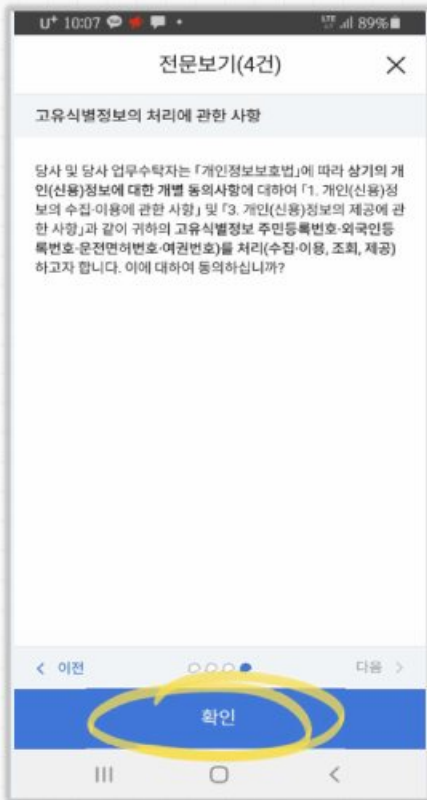 U+ 10:07 LTE 89%
전문보기(4건)
고유식별정보의 처리에 관한 사항
당사 및 당사 업무수탁자는 「개인정보보호법」에 따라 상기의 개
인(신용)정보에 대한 개별 동의사항에 대하여 「1. 개인(신용)정
보의 수집·이용에 관한 사항」 및 「3. 개인(신용)정보의 제공에 관
한 사항」과 같이 귀하의 고유식별정보 주민등록번호·외국인등
록번호·운전면허번호·여권번호)를 처리(수집·이용, 조회, 제공)
하고자 합니다. 이에 대하여 동의하십니까?
< 이전 다음 >
확인